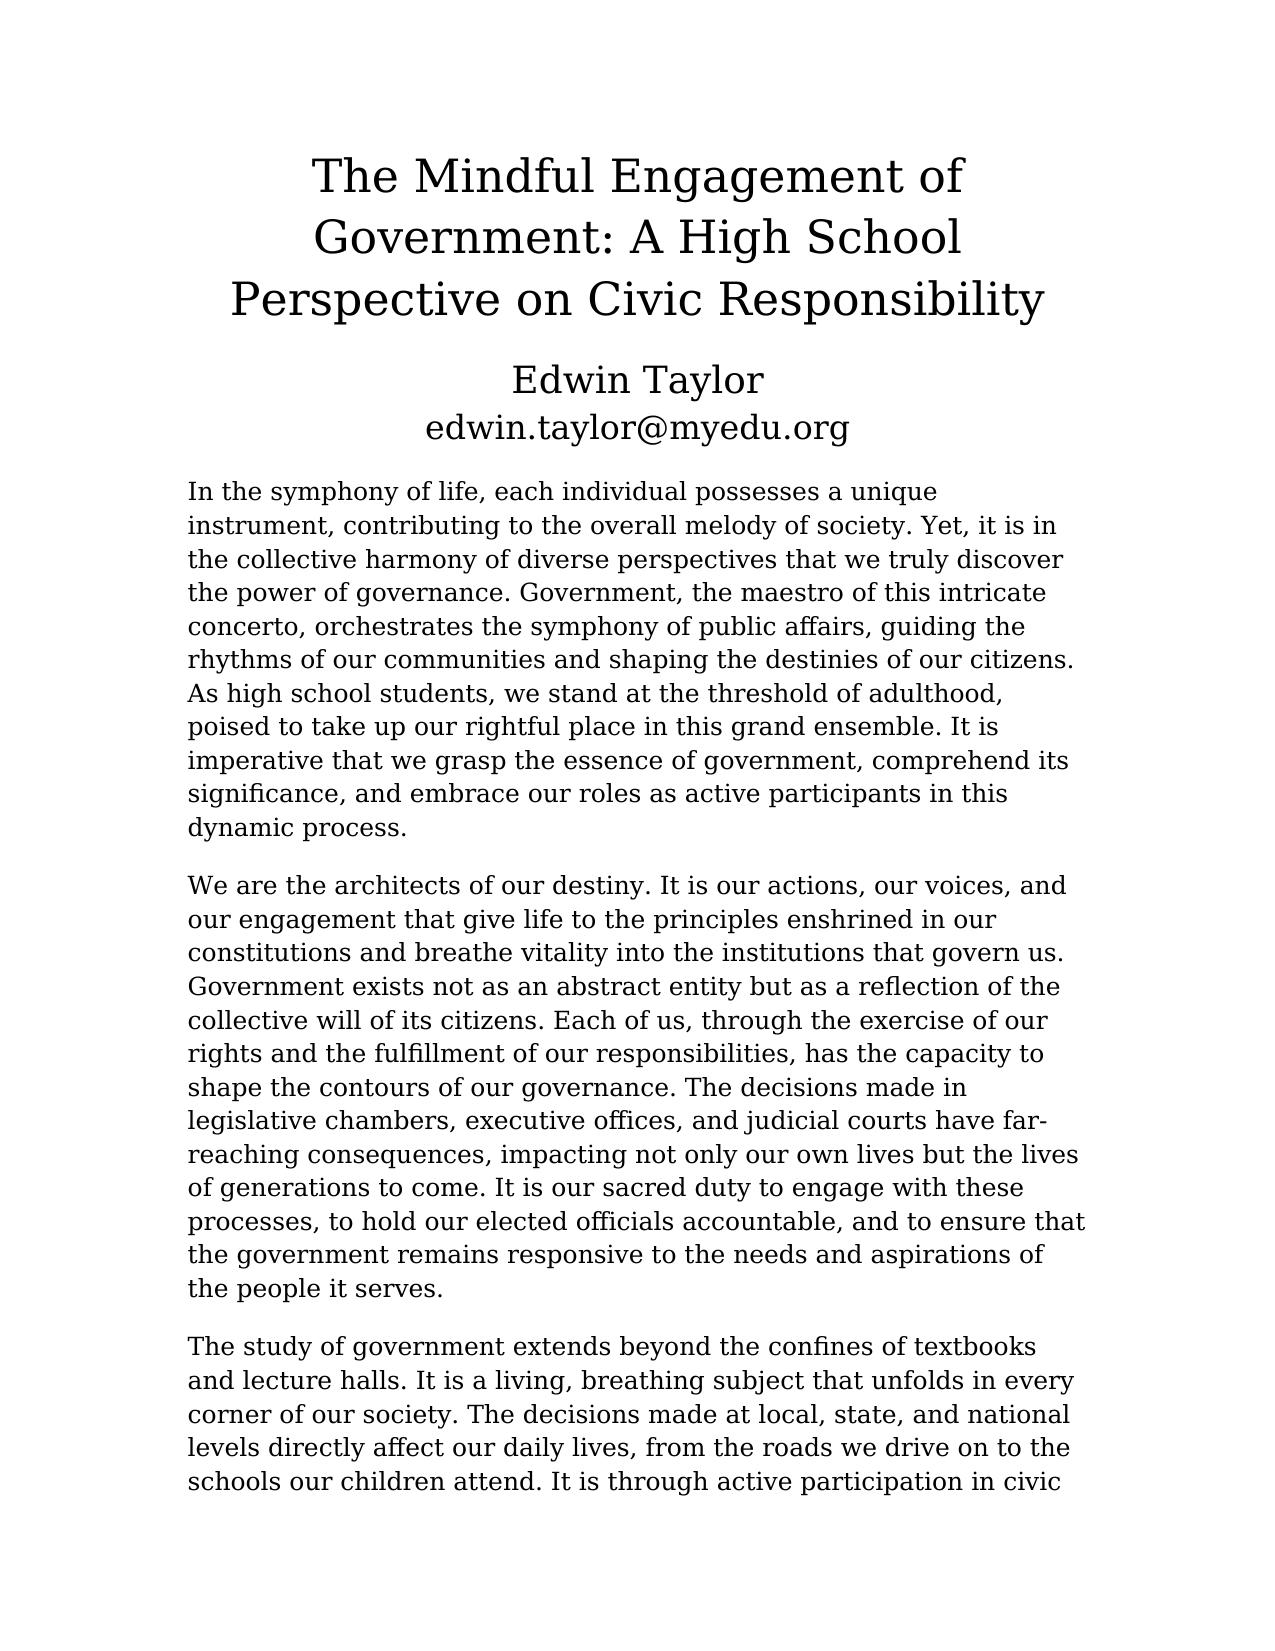 The Mindful Engagement of
Government: A High School
Perspective on Civic Responsibility
Edwin Taylor
edwin.taylor@myedu.org
In the symphony of life, each individual possesses a unique
instrument, contributing to the overall melody of society. Yet, it is in
the collective harmony of diverse perspectives that we truly discover
the power of governance. Government, the maestro of this intricate
concerto, orchestrates the symphony of public affairs, guiding the
rhythms of our communities and shaping the destinies of our citizens.
As high school students, we stand at the threshold of adulthood,
poised to take up our rightful place in this grand ensemble. It is
imperative that we grasp the essence of government, comprehend its
significance, and embrace our roles as active participants in this
dynamic process.
We are the architects of our destiny. It is our actions, our voices, and
our engagement that give life to the principles enshrined in our
constitutions and breathe vitality into the institutions that govern us.
Government exists not as an abstract entity but as a reflection of the
collective will of its citizens. Each of us, through the exercise of our
rights and the fulfillment of our responsibilities, has the capacity to
shape the contours of our governance. The decisions made in
legislative chambers, executive offices, and judicial courts have far-
reaching consequences, impacting not only our own lives but the lives
of generations to come. It is our sacred duty to engage with these
processes, to hold our elected officials accountable, and to ensure that
the government remains responsive to the needs and aspirations of
the people it serves.
The study of government extends beyond the confines of textbooks
and lecture halls. It is a living, breathing subject that unfolds in every
corner of our society. The decisions made at local, state, and national
levels directly affect our daily lives, from the roads we drive on to the
schools our children attend. It is through active participation in civic